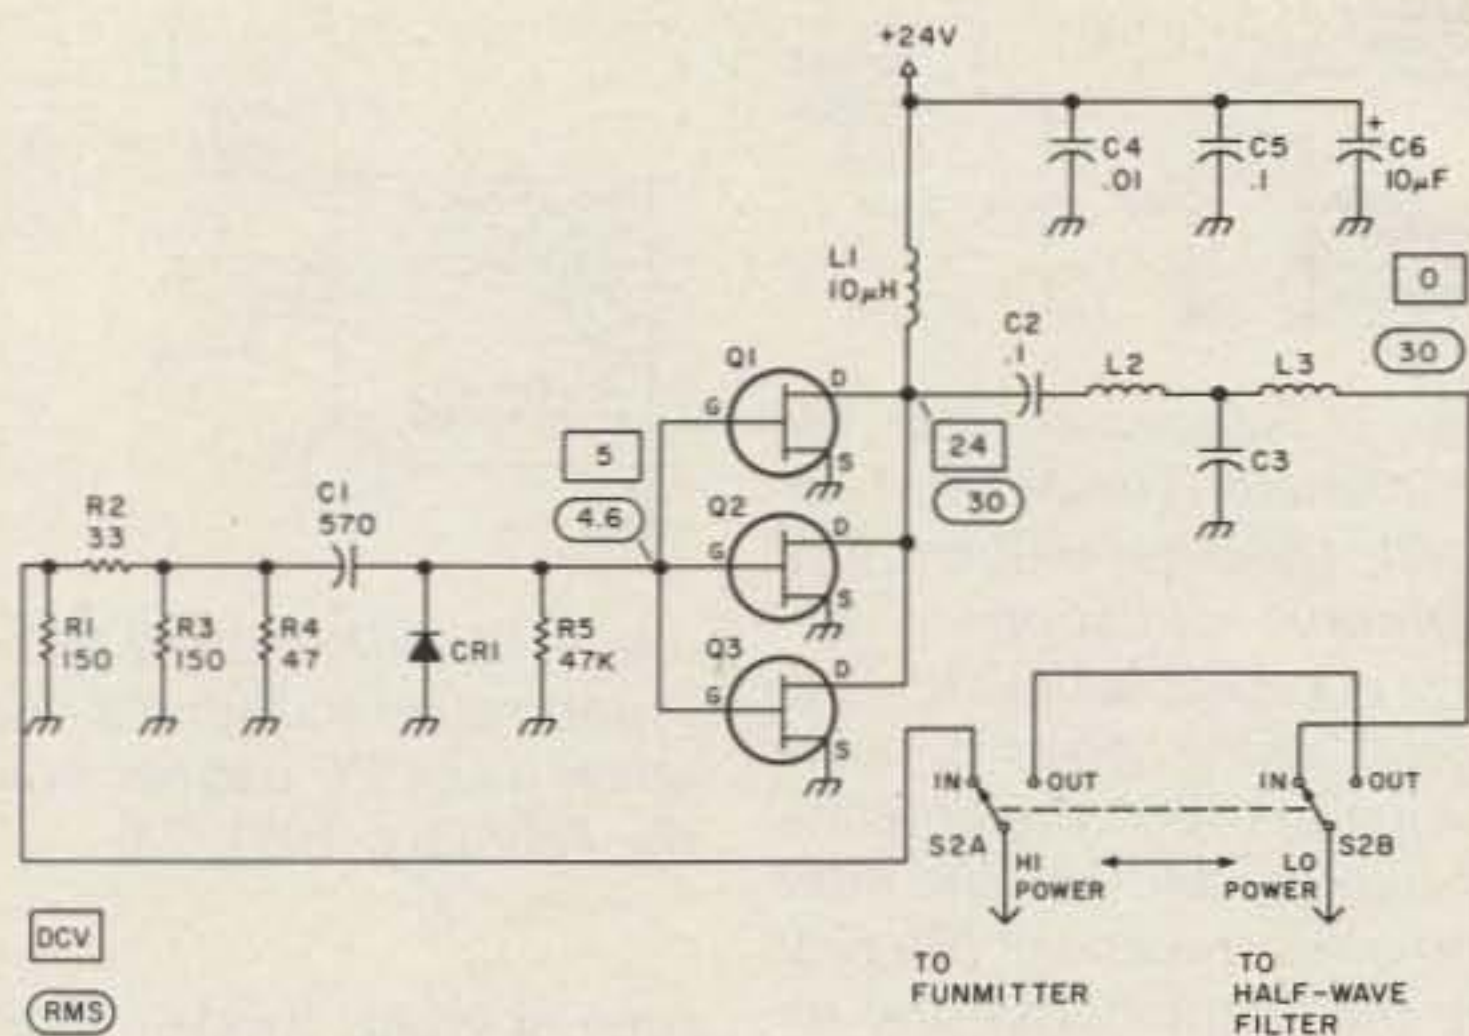 +24V
C4
.01
C5
.1
+
C6
10µF
L1
10µH
0
30
C2
.1
L2
L3
C3
Q1
D
G
S
5
24
30
4.6
R2
33
C1
570
Q2
D
G
S
R1
150
R3
150
R4
47
CR1
R5
47K
Q3
D
G
S
IN
OUT
IN
OUT
S2A
S2B
HI
POWER
LO
POWER
DCV
RMS
TO
FUNMITTER
TO
HALF-WAVE
FILTER